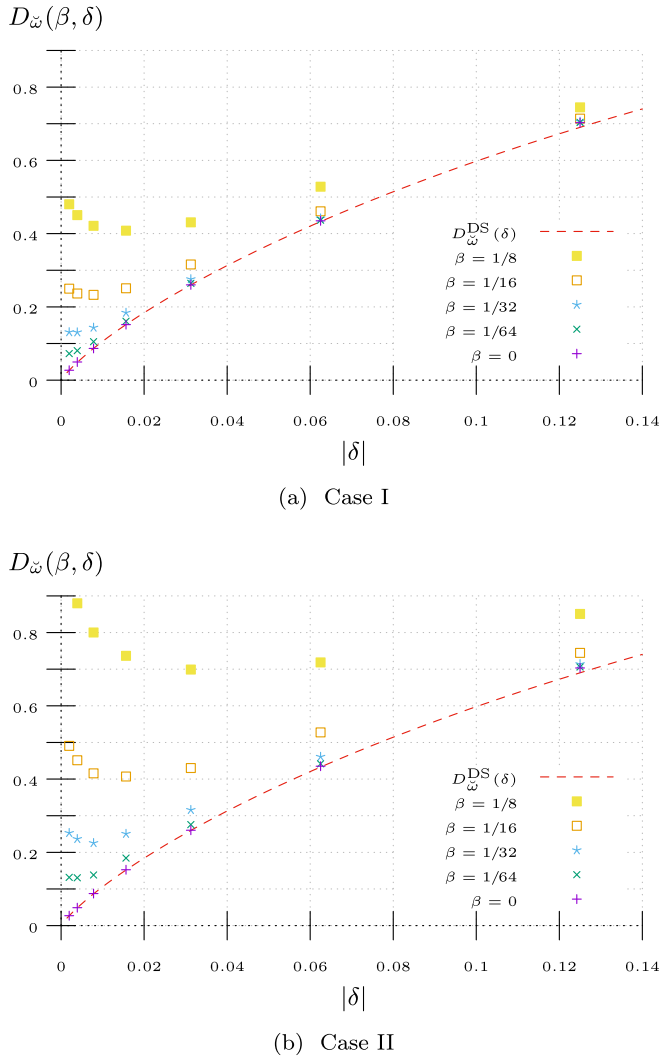 D_ω̆(β, δ)
0.8
0.6
0.4
0.2
0
D_ω̆^DS(δ)
β = 1/8
β = 1/16
β = 1/32
β = 1/64
β = 0
0 0.02 0.04 0.06 0.08 0.1 0.12 0.14
|δ|
(a) Case I
D_ω̆(β, δ)
0.8
0.6
0.4
0.2
0
D_ω̆^DS(δ)
β = 1/8
β = 1/16
β = 1/32
β = 1/64
β = 0
0 0.02 0.04 0.06 0.08 0.1 0.12 0.14
|δ|
(b) Case II